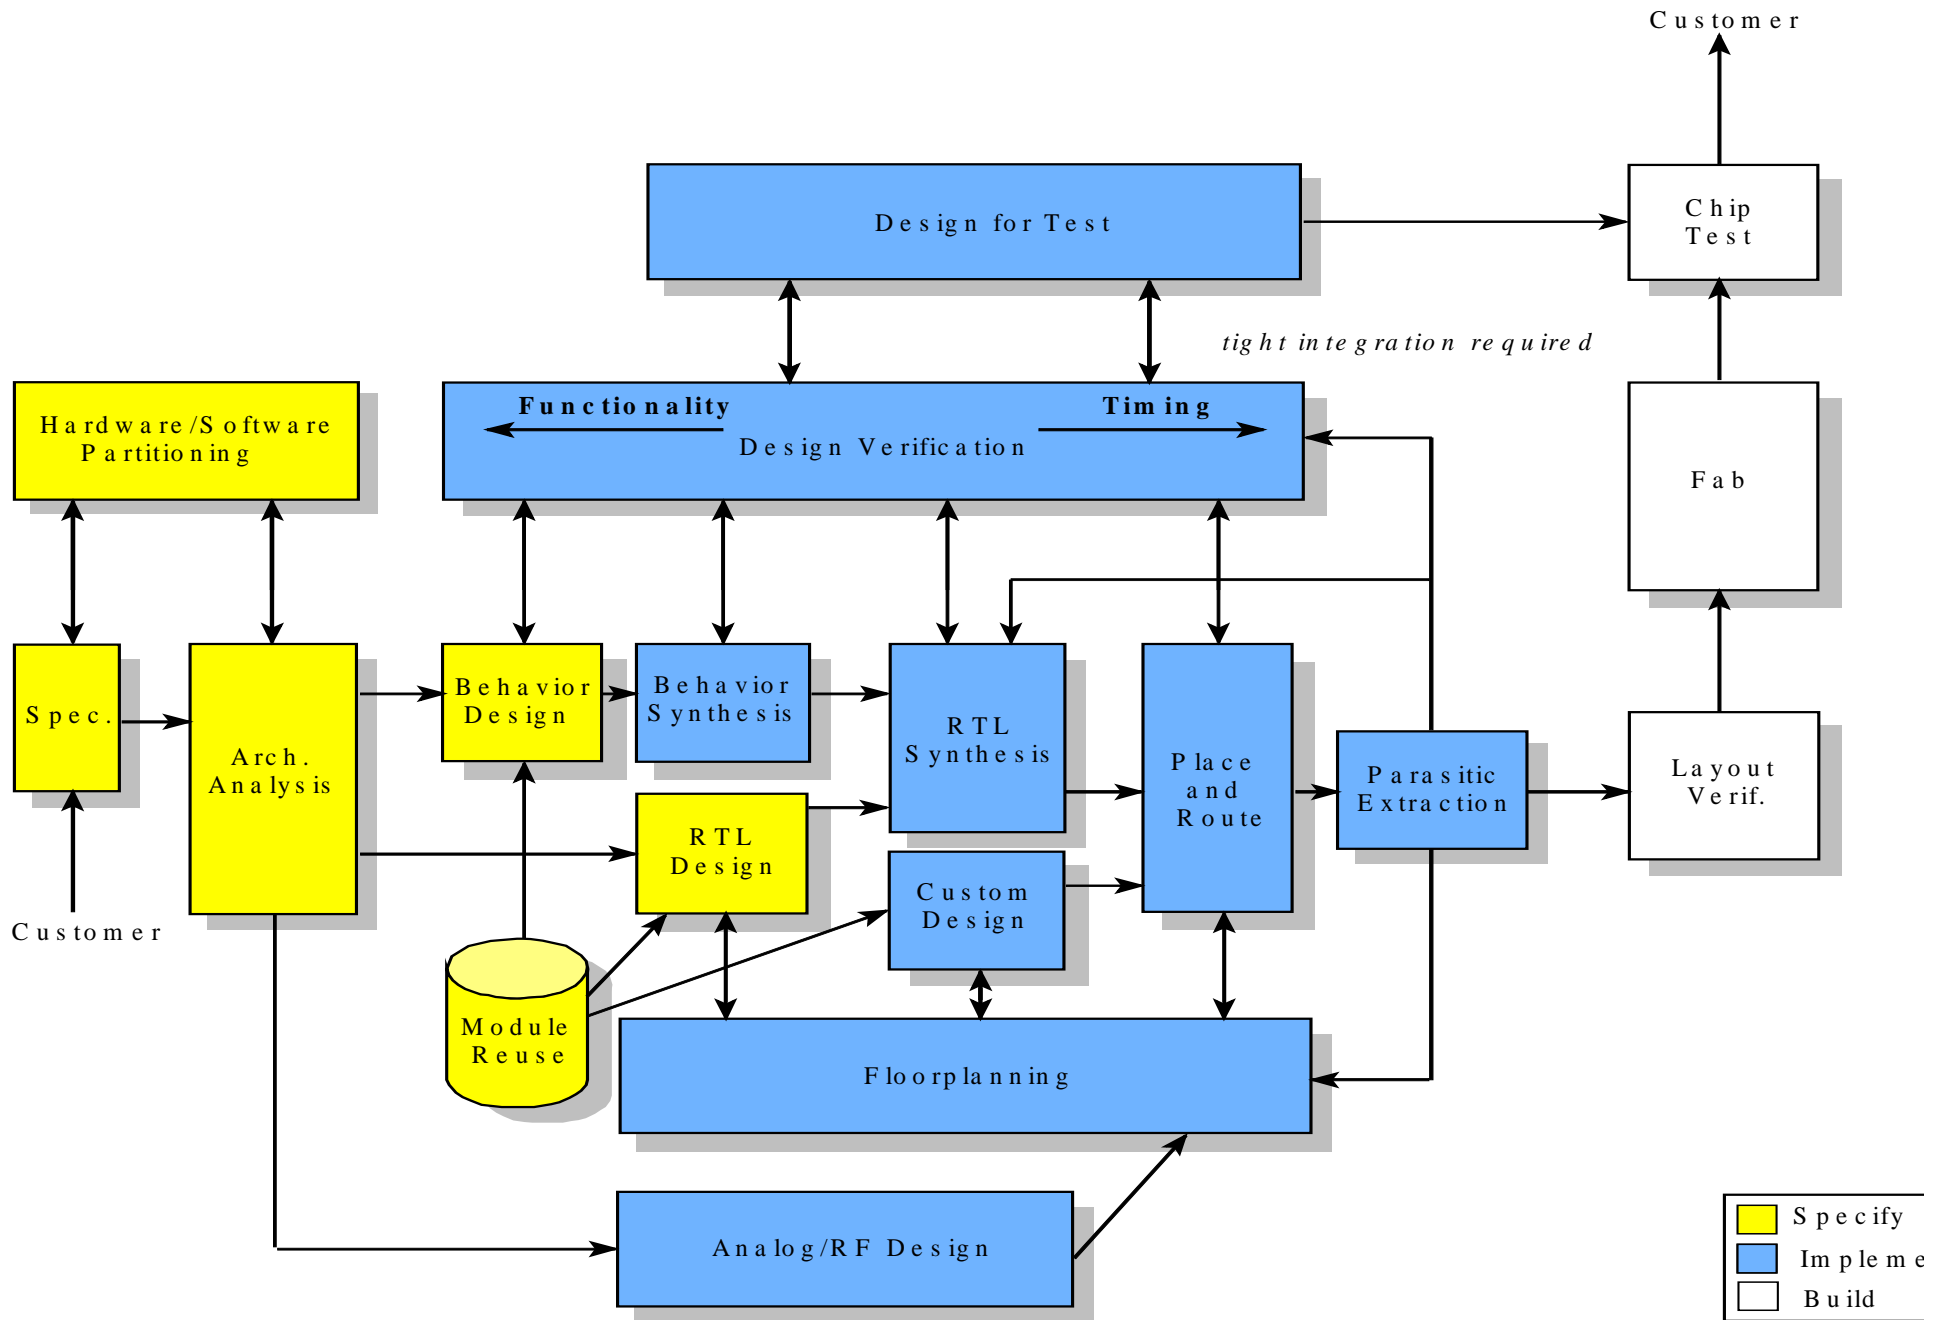 Customer
Design for Test
Chip
Test
tight integration required
Functionality
Timing
Design Verification
Hardware/Software
Partitioning
Fab
Spec.
Arch.
Analysis
Behavior
Design
Behavior
Synthesis
RTL
Synthesis
Place
and
Route
Parasitic
Extraction
Layout
Verif.
RTL
Design
Custom
Design
Customer
Module
Reuse
Floorplanning
Analog/RF Design
Specify
Impleme
Build